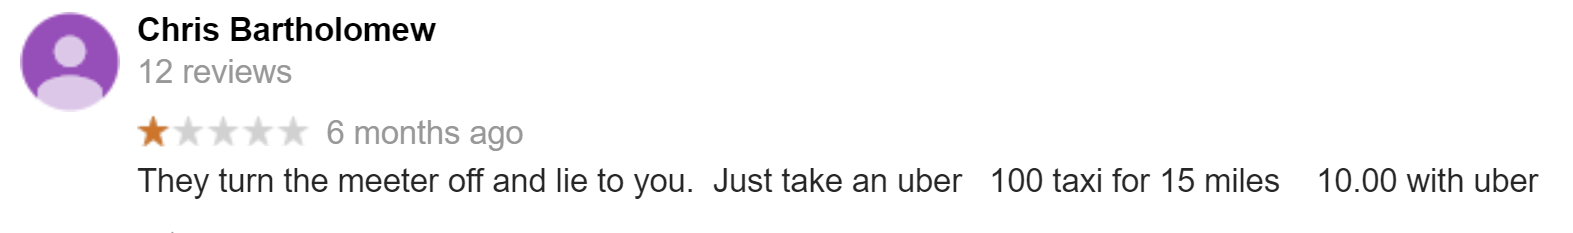 Chris Bartholomew
12 reviews
6 months ago
They turn the meeter off and lie to you.  Just take an uber   100 taxi for 15 miles    10.00 with uber